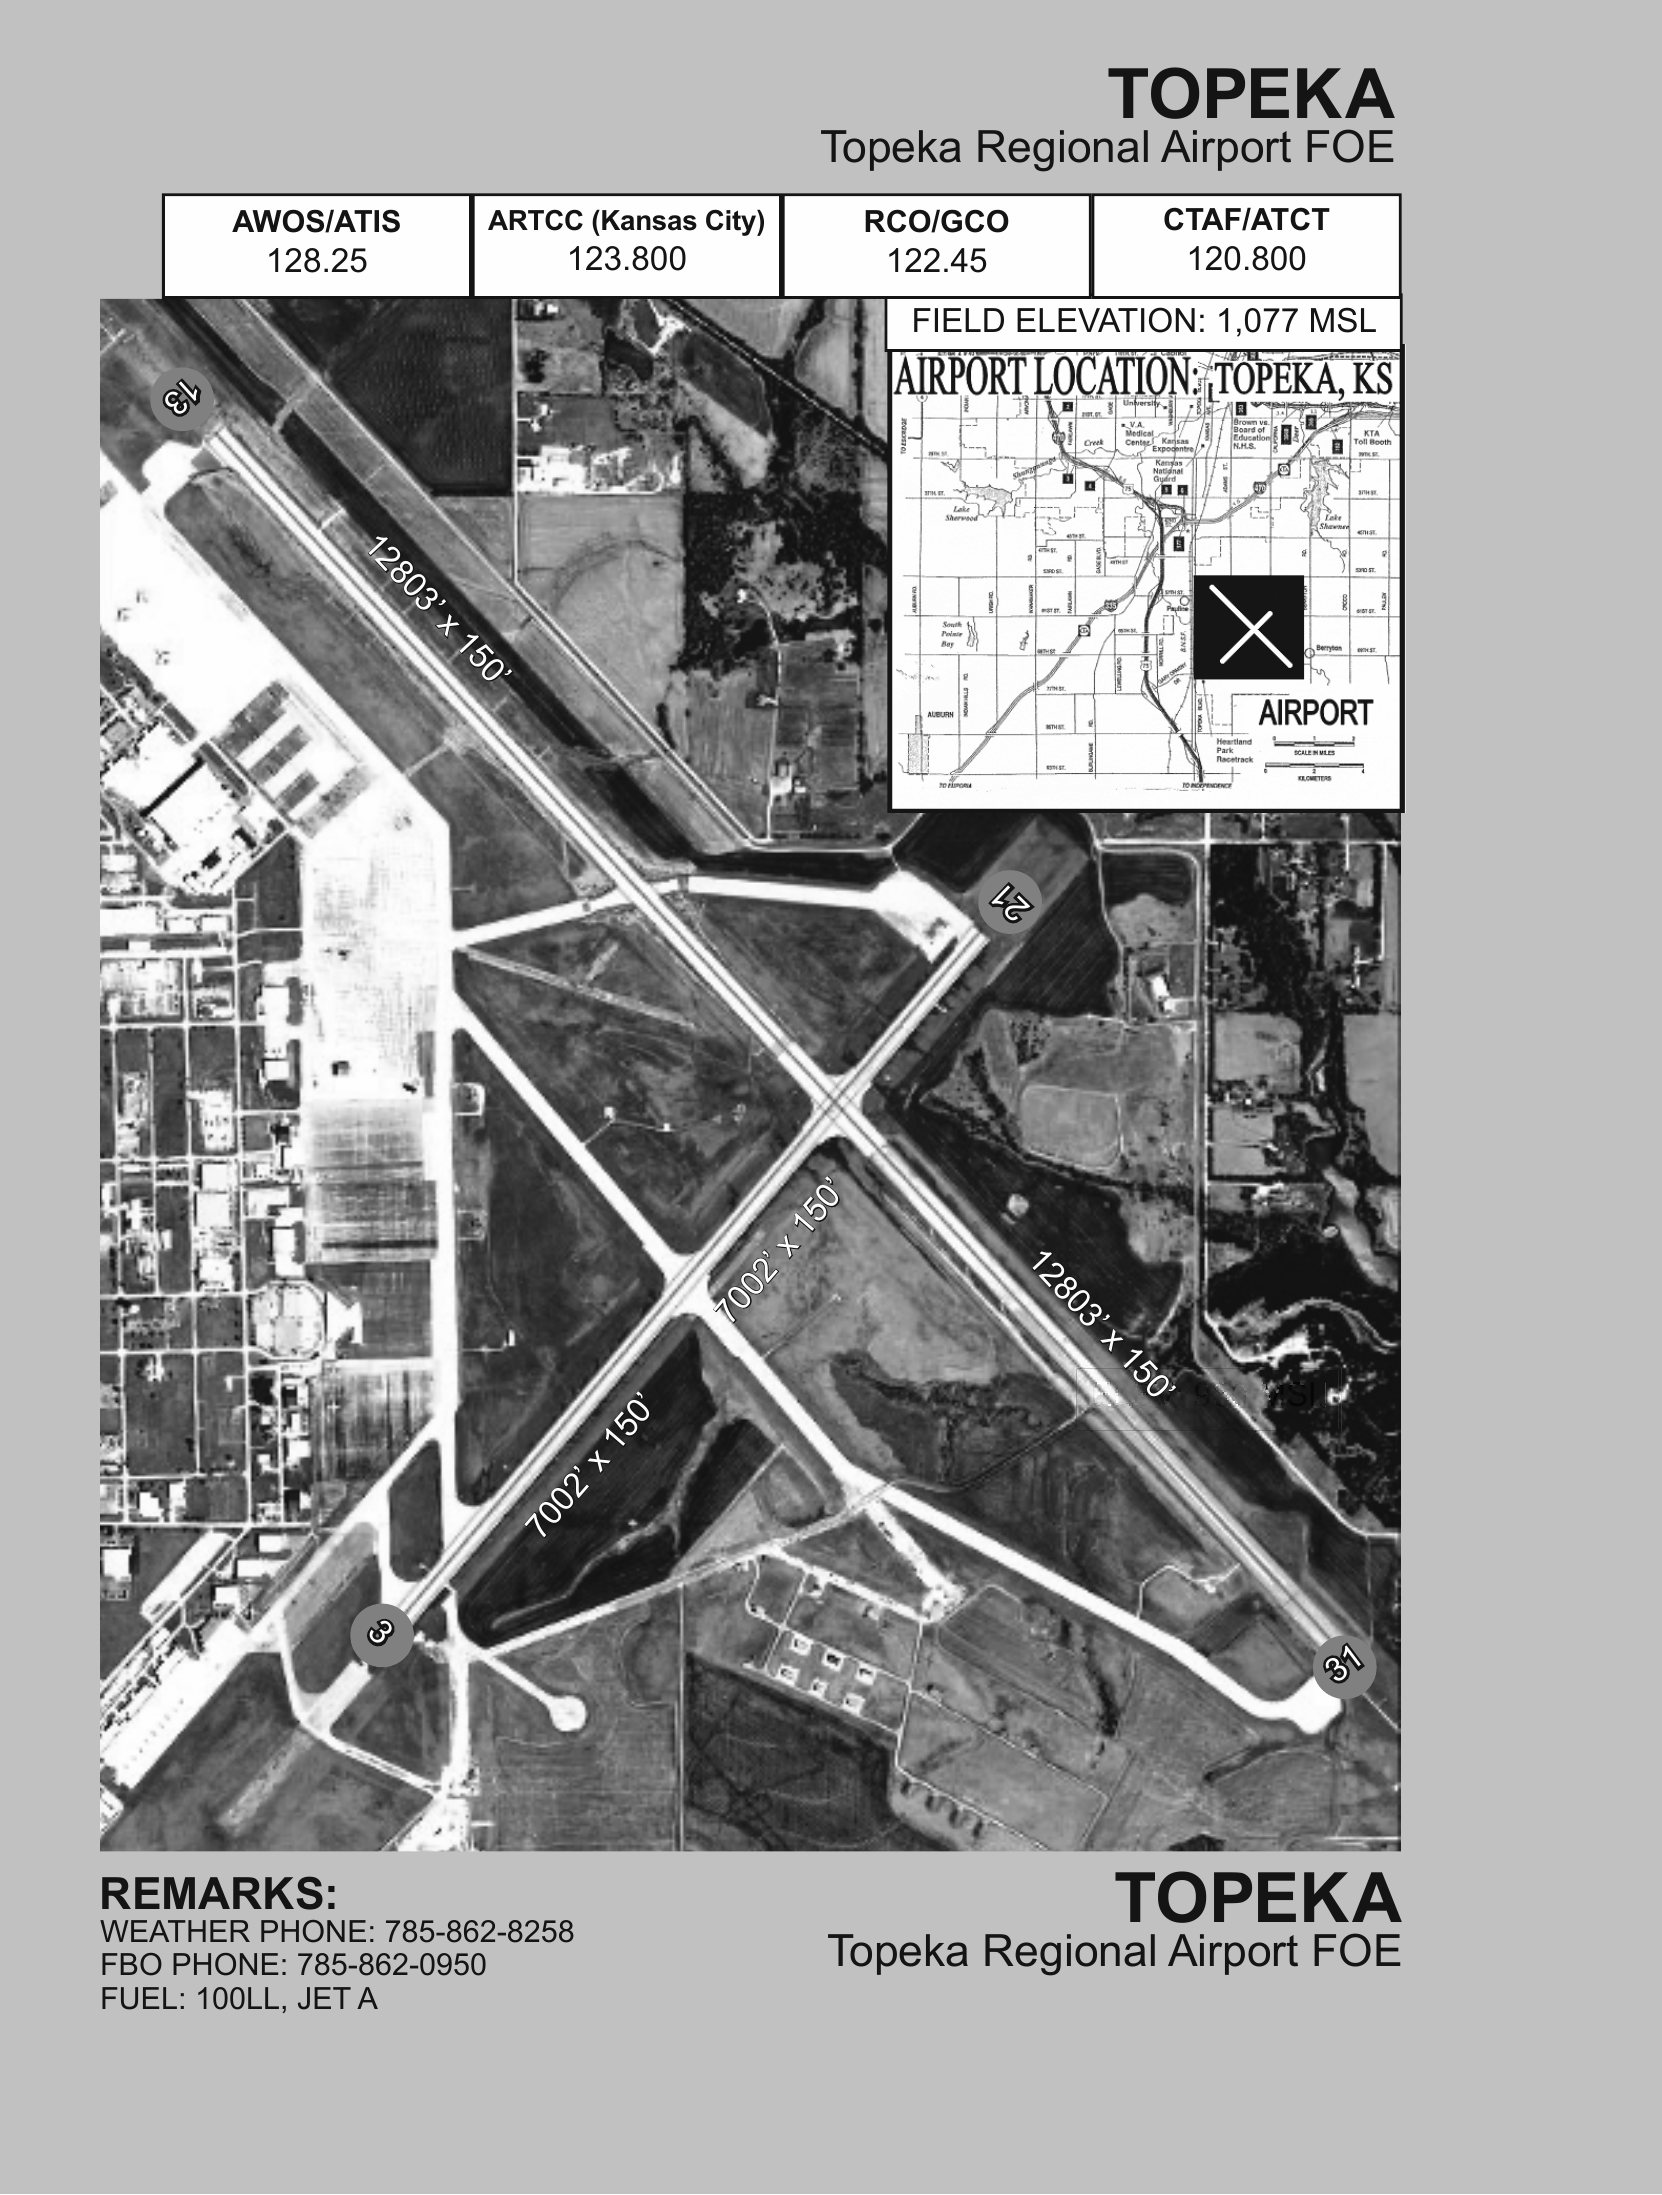 TOPEKA
Topeka Regional Airport FOE
AWOS/ATIS
128.25
ARTCC (Kansas City)
123.800
RCO/GCO
122.45
CTAF/ATCT
120.800
FIELD ELEVATION: 1,077 MSL
AIRPORT LOCATION: TOPEKA, KS
University
V.A.
Medical
Center
Creek
Kansas
Expocentre
Kansas
National
Guard
Brown vs.
Board of
Education
N.H.S.
KTA
Toll Booth
Shunganunga
Lake
Sherwood
Lake
Shawnee
South
Pointe
Bay
Pauline
Berryton
AUBURN
AIRPORT
SCALE IN MILES
KILOMETERS
Heartland
Park
Racetrack
TO EMPORIA
TO INDEPENDENCE
13
12803’ x 150’
21
7002’ x 150’
12803’ x 150’
7002’ x 150’
3
31
REMARKS:
WEATHER PHONE: 785-862-8258
FBO PHONE: 785-862-0950
FUEL: 100LL, JET A
TOPEKA
Topeka Regional Airport FOE